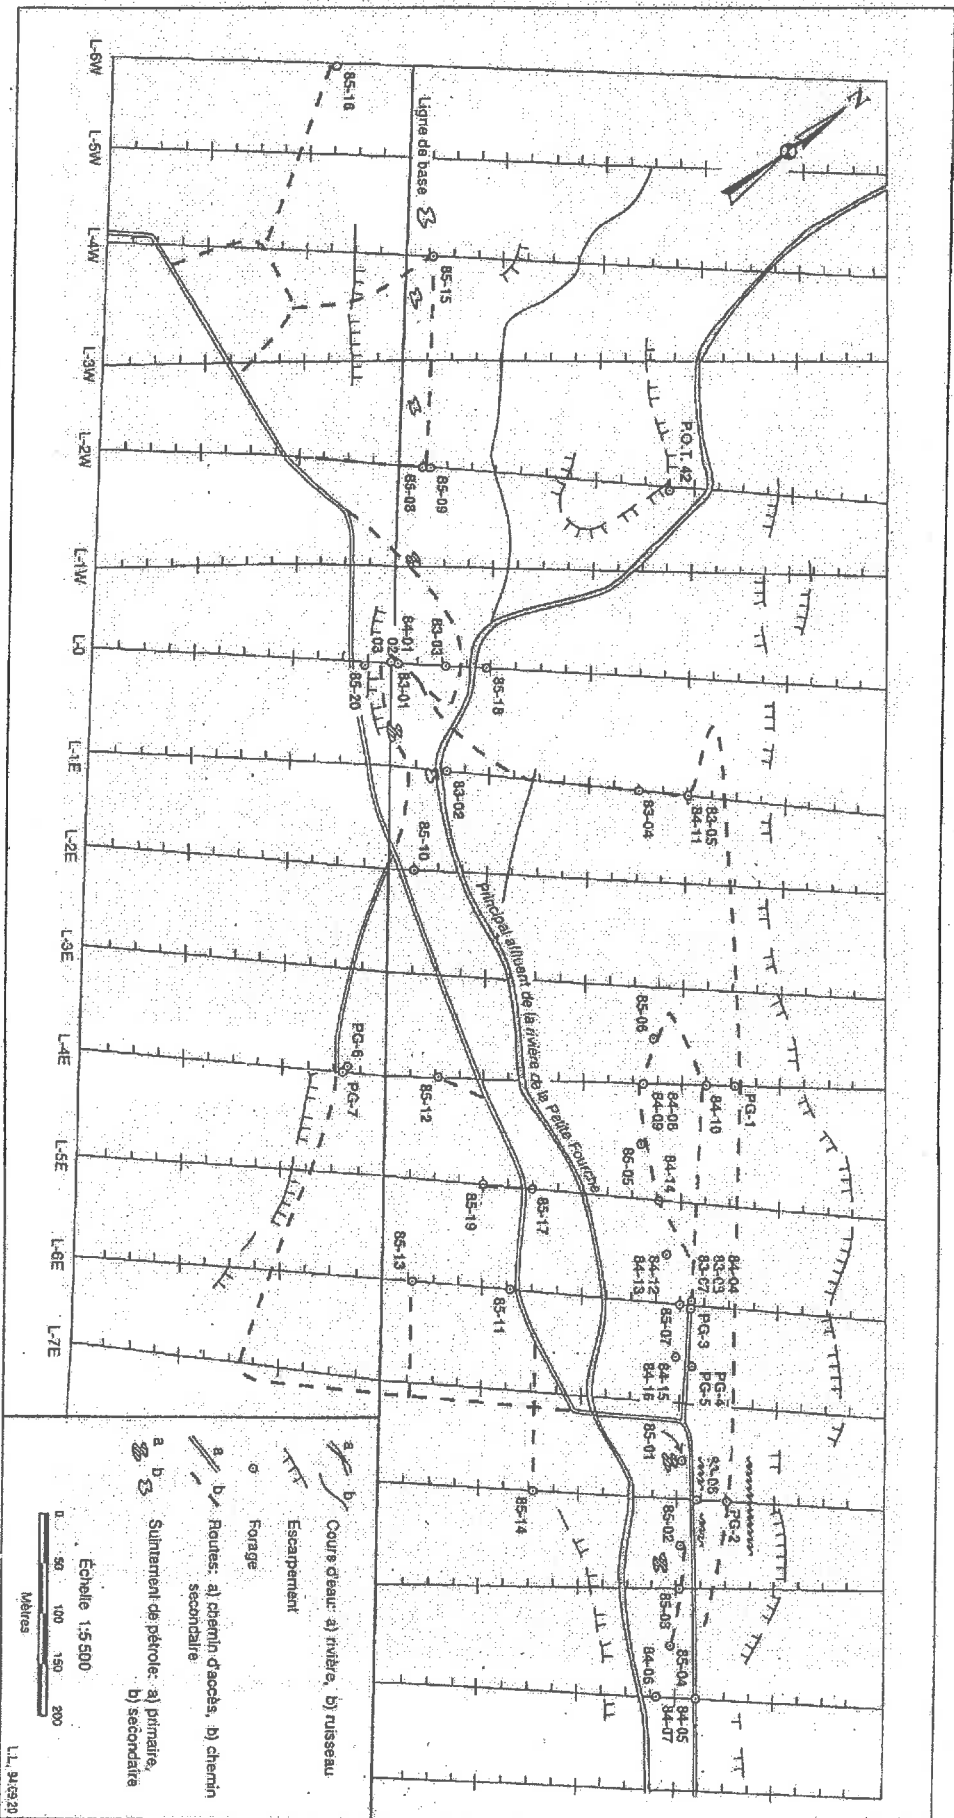 L-6W
L-5W
L-4W
L-3W
L-2W
L-1W
L-0
L-1E
L-2E
L-3E
L-4E
L-5E
L-6E
L-7E
N
Ligne de base
85-16
85-15
85-09
85-08
P.O.T. 42
84-01
02
03
83-01
83-03
85-18
85-20
83-02
83-04
83-05
84-11
85-10
principal affluent de la rivière de la Petite Fourche
85-06
84-08
84-09
84-10
PG-1
PG-6
PG-7
85-12
85-05
84-14
85-17
85-19
84-12
84-13
84-04
83-03
83-07
PG-3
85-13
85-11
85-07
PG-4
PG-5
84-15
84-16
85-01
83-06
PG-2
85-02
85-14
85-03
85-04
84-06
84-05
84-07
a b
Cours d'eau: a) rivière, b) ruisseau
Escarpement
Forage
a b
Routes: a) chemin d'accès, b) chemin
secondaire
a b
Suintement de pétrole: a) primaire,
b) secondaire
Échelle 1:5 500
0 50 100 150 200
Mètres
L.L., 94.09.20